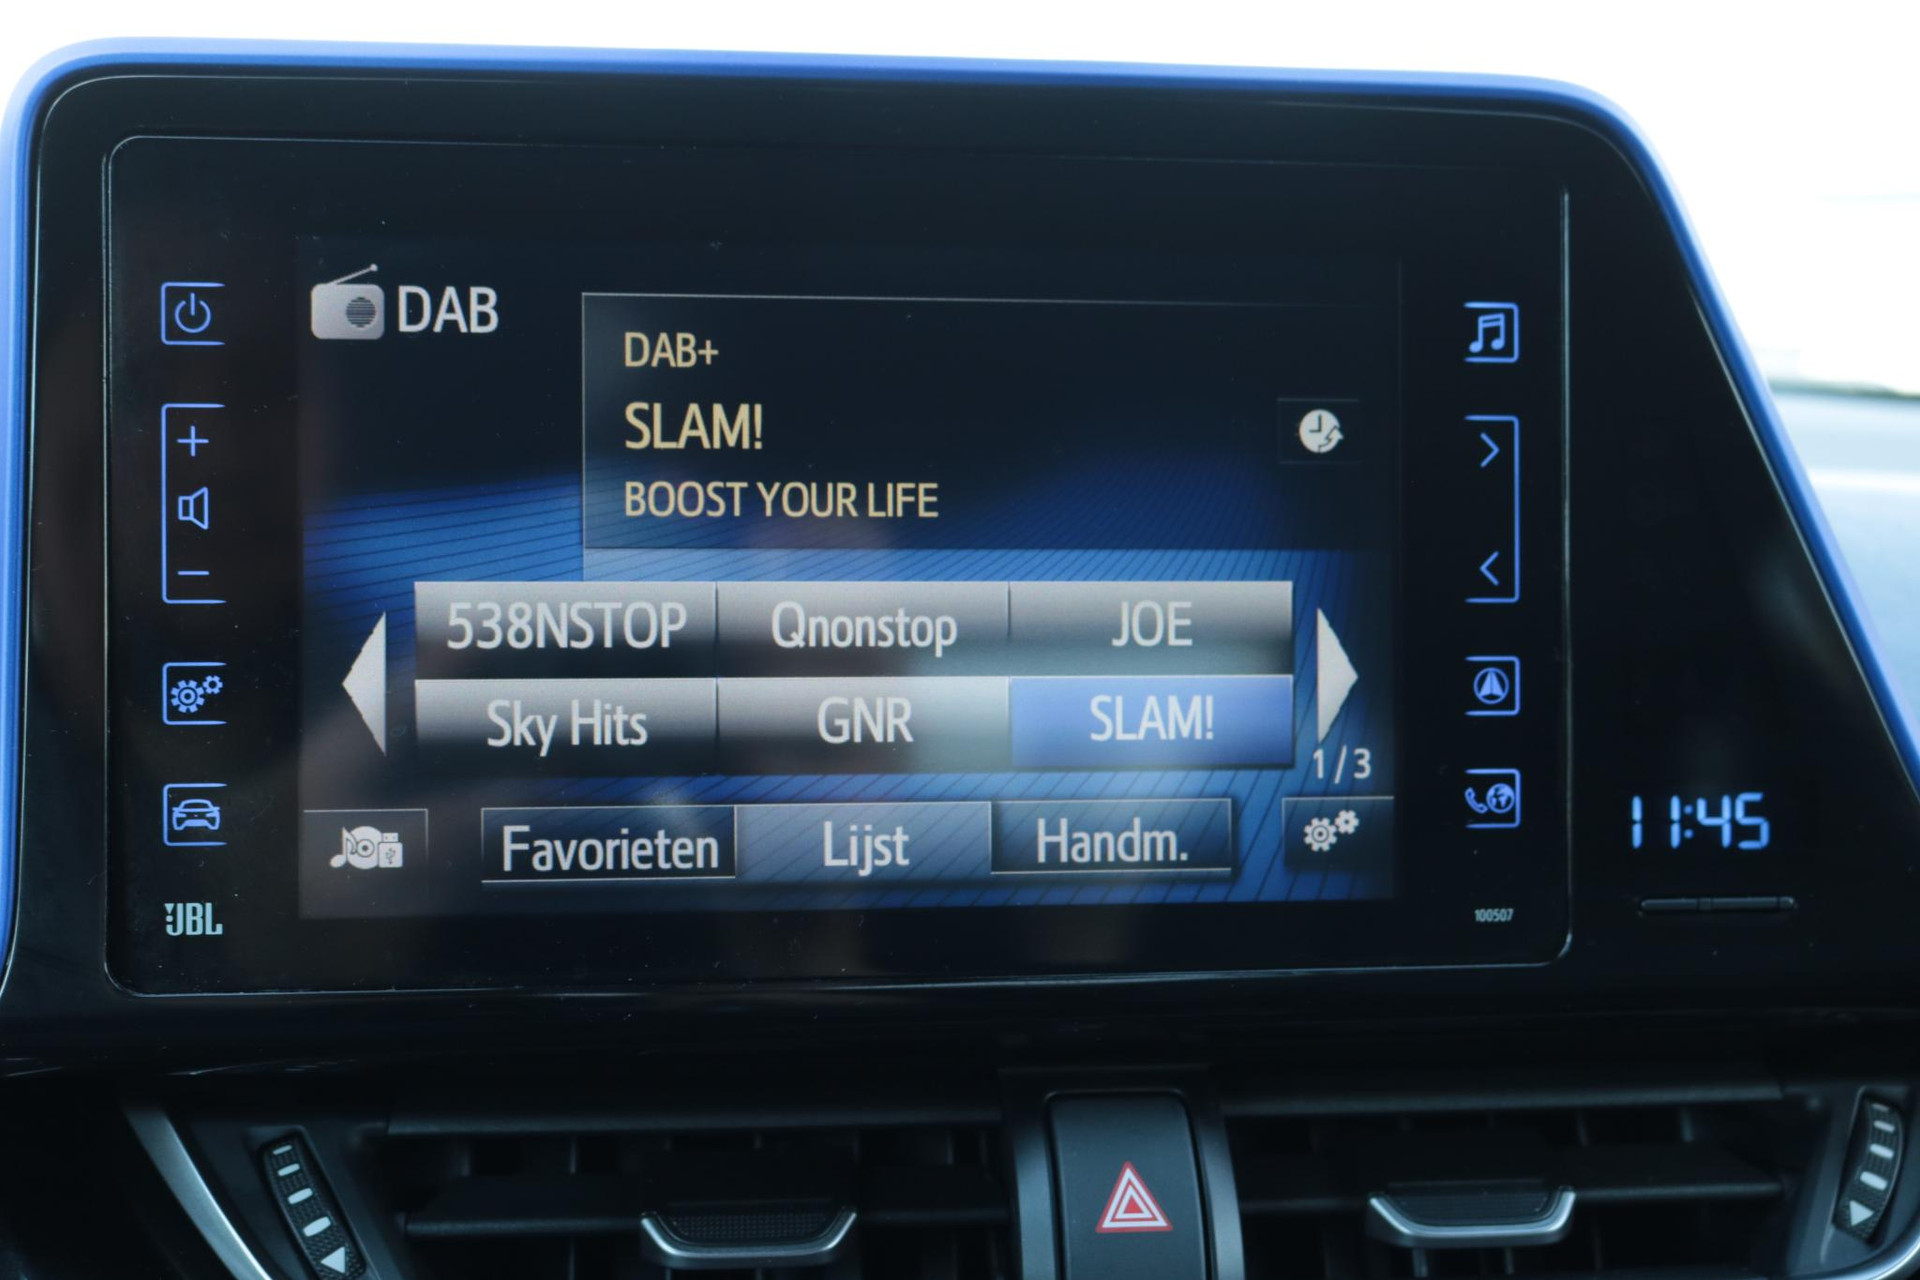 DAB
DAB+
SLAM!
BOOST YOUR LIFE
538NSTOP Qnonstop JOE
Sky Hits GNR SLAM!
1/3
Favorieten Lijst Handm.
11:45
JBL
100507